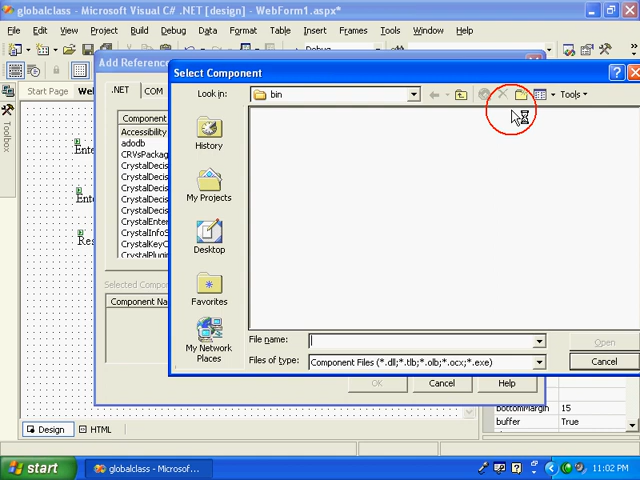 globalclass - Microsoft Visual C# .NET [design] - WebForm1.aspx*
File Edit View Project Build Debug Data Format Table Insert Frames Tools Window Help
Debug
Start Page We
Toolbox
Ente
Ente
Res
Add Reference
.NET COM
Component
Accessibility
adodb
CRVsPackag
CrystalDecis
CrystalDecis
CrystalDecis
CrystalDecis
CrystalDecis
CrystalEnter
CrystalInfoS
CrystalKeyC
CrystalPlugin
Selected Compon
Component Na
OK Cancel Help
Select Component
Look in: bin Tools
History
My Projects
Desktop
Favorites
My Network
Places
File name: Open
Files of type: Component Files (*.dll;*.tlb;*.olb;*.ocx;*.exe) Cancel
bottomMargin 15
buffer True
Design HTML
start globalclass - Microsof... 11:02 PM